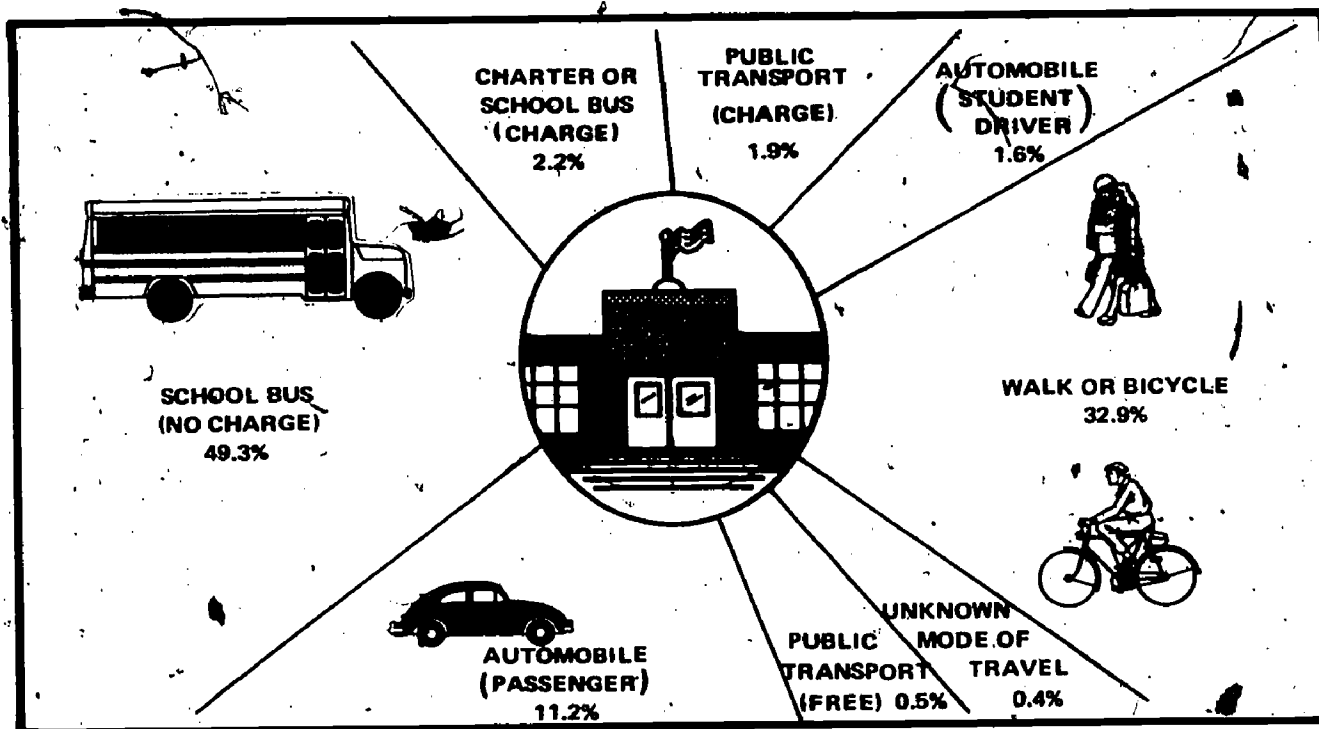 CHARTER OR
SCHOOL BUS
(CHARGE)
2.2%
PUBLIC
TRANSPORT
(CHARGE)
1.9%
AUTOMOBILE
(STUDENT
DRIVER)
1.6%
SCHOOL BUS
(NO CHARGE)
49.3%
WALK OR BICYCLE
32.9%
AUTOMOBILE
(PASSENGER)
11.2%
PUBLIC
TRANSPORT
(FREE) 0.5%
UNKNOWN
MODE OF
TRAVEL
0.4%